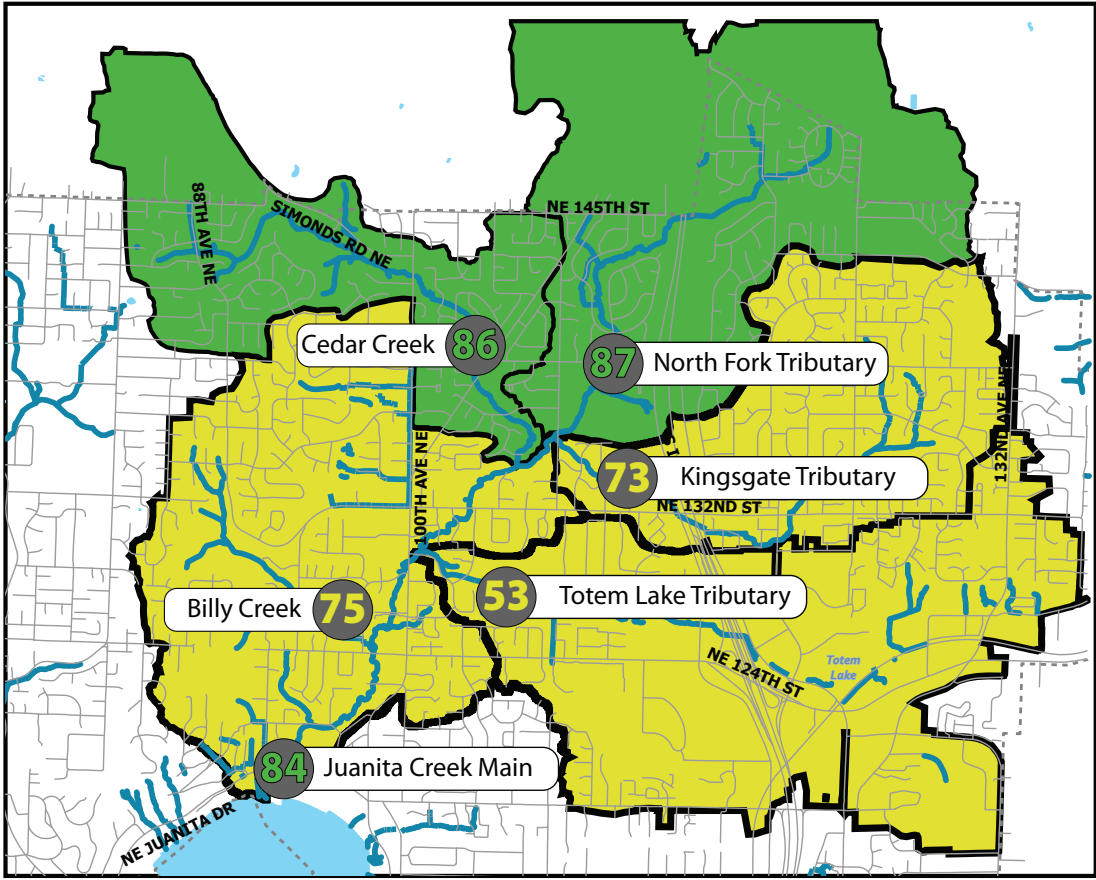 88TH AVE NE
SIMONDS RD NE
NE 145TH ST
Cedar Creek 86
87 North Fork Tributary
132ND AVE NE
100TH AVE NE
73 Kingsgate Tributary
NE 132ND ST
Billy Creek 75
53 Totem Lake Tributary
NE 124TH ST
Totem
Lake
84 Juanita Creek Main
NE JUANITA DR